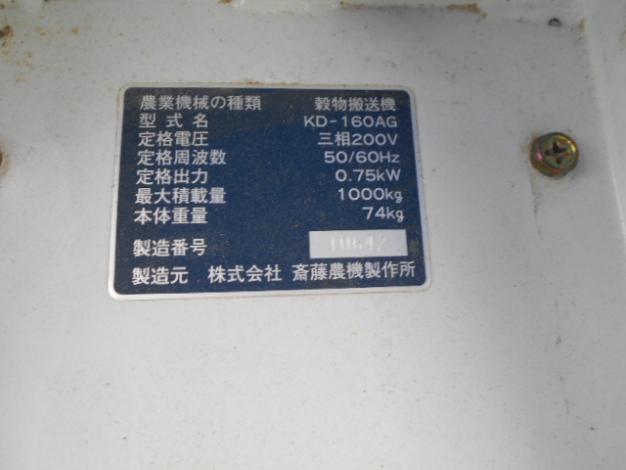 農業機械の種類 穀物搬送機
型式名 KD-160AG
定格電圧 三相200V
定格周波数 50/60Hz
定格出力 0.75kW
最大積載量 1000kg
本体重量 74kg
製造番号
製造元 株式会社 斎藤農機製作所